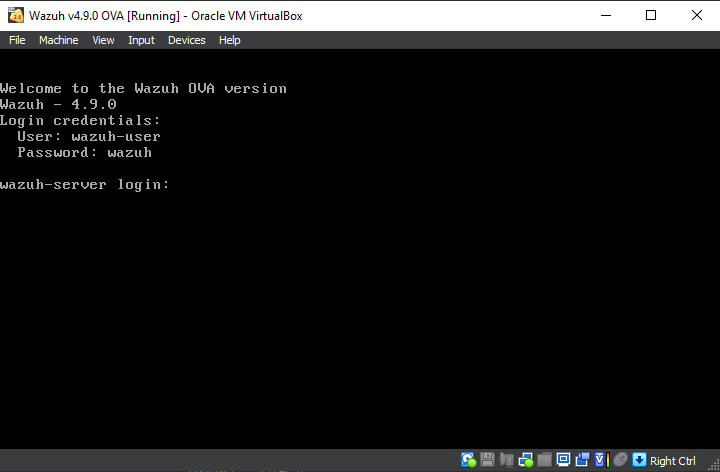 Wazuh v4.9.0 OVA [Running] - Oracle VM VirtualBox
File Machine View Input Devices Help
Welcome to the Wazuh OVA version
Wazuh - 4.9.0
Login credentials:
User: wazuh-user
Password: wazuh
wazuh-server login:
Right Ctrl